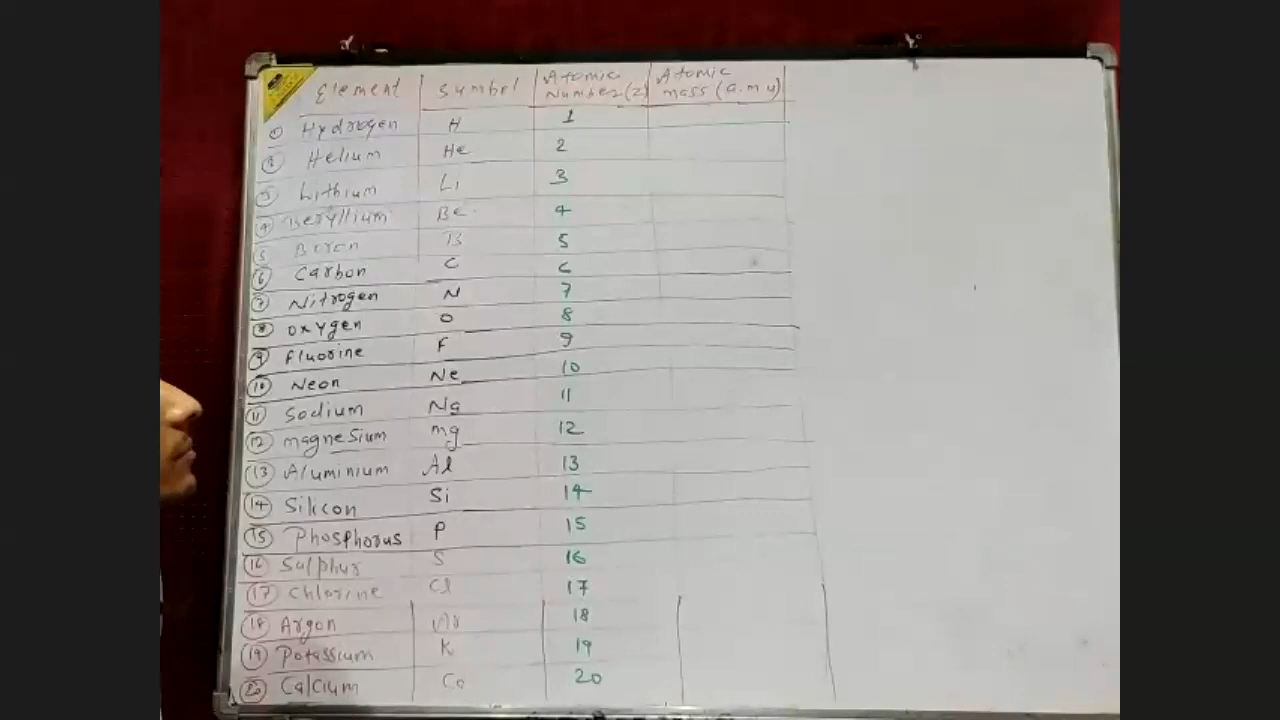 Element Symbol Atomic Number(Z) Atomic mass (a.m.u)
① Hydrogen H 1
② Helium He 2
③ Lithium Li 3
④ Beryllium Be 4
⑤ Boron B 5
⑥ Carbon C 6
⑦ Nitrogen N 7
⑧ Oxygen O 8
⑨ Fluorine F 9
⑩ Neon Ne 10
⑪ Sodium Na 11
⑫ magnesium mg 12
⑬ Aluminium Al 13
⑭ Silicon Si 14
⑮ Phosphorus P 15
⑯ Sulphur S 16
⑰ Chlorine Cl 17
⑱ Argon Ar 18
⑲ Potassium K 19
⑳ Calcium Ca 20